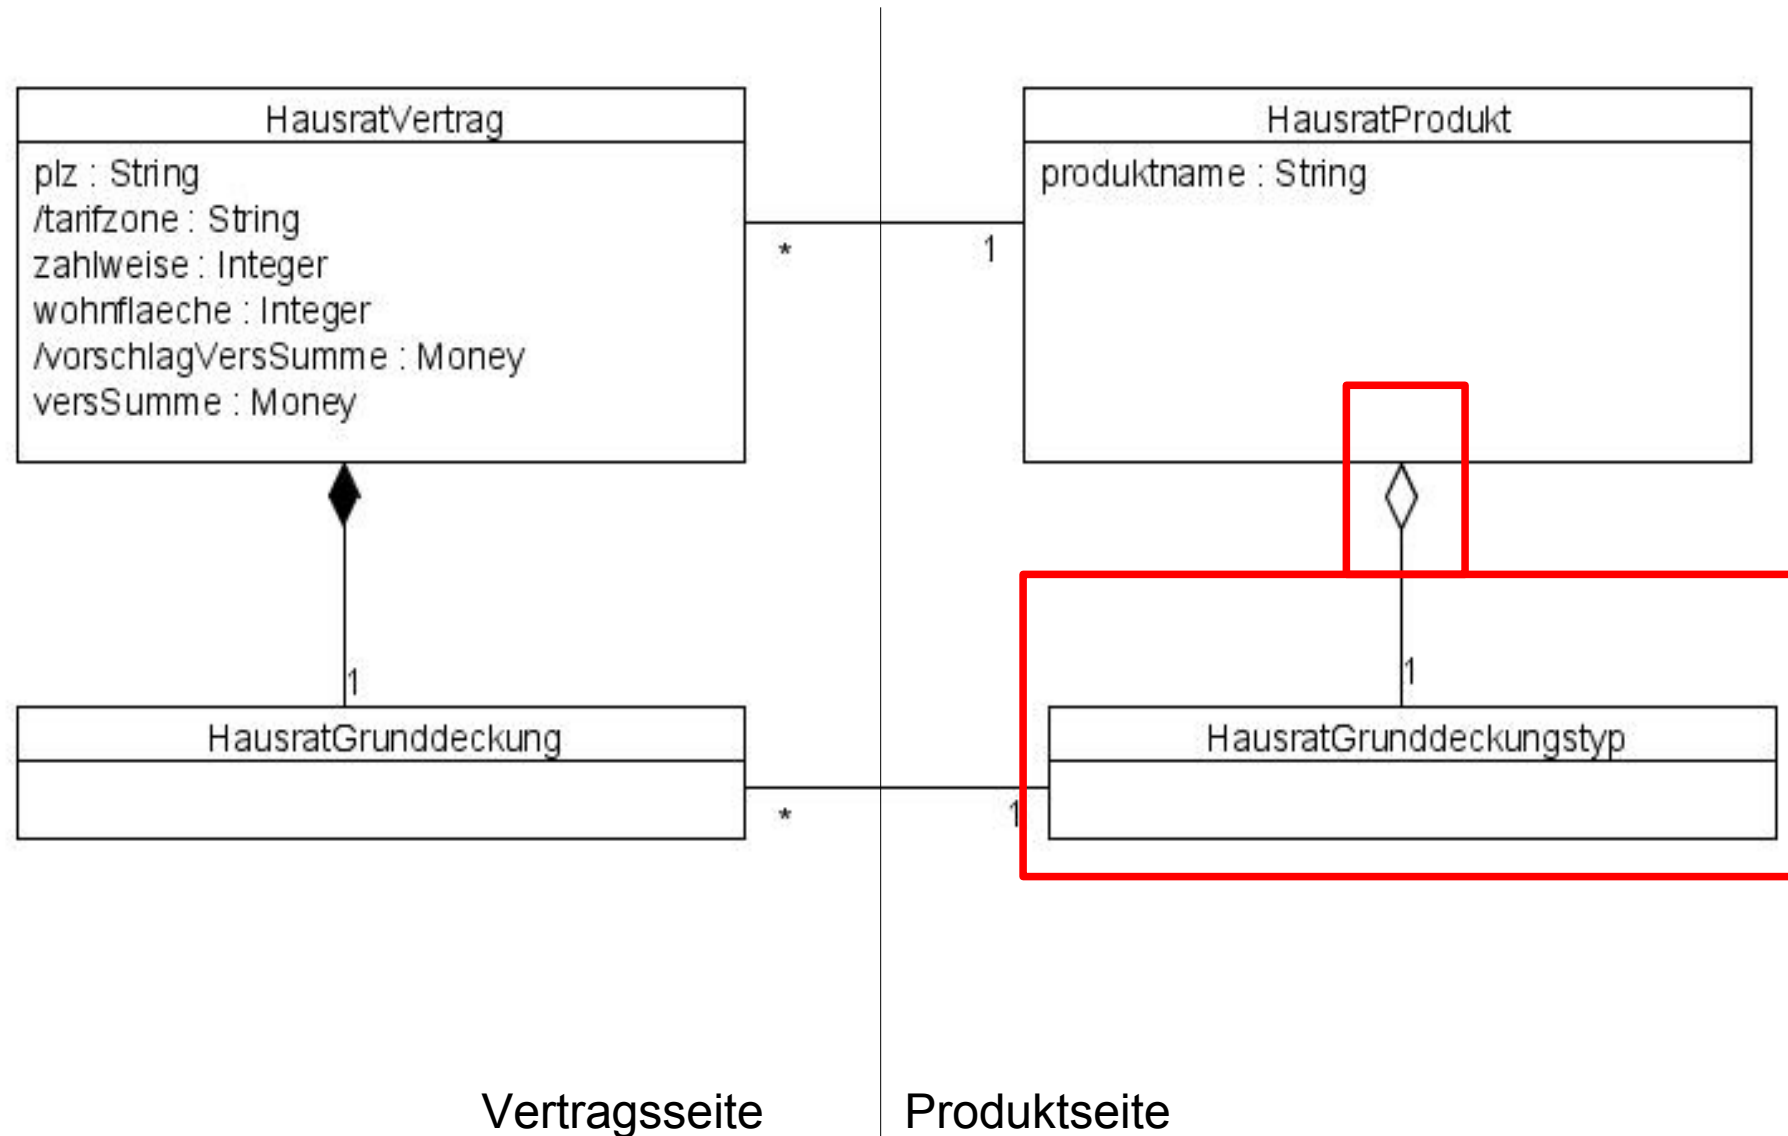 HausratVertrag
plz : String
/tarifzone : String
zahlweise : Integer
wohnflaeche : Integer
/vorschlagVersSumme : Money
versSumme : Money
HausratProdukt
produktname : String
*
1
1
1
HausratGrunddeckung
HausratGrunddeckungstyp
*
1
Vertragsseite
Produktseite